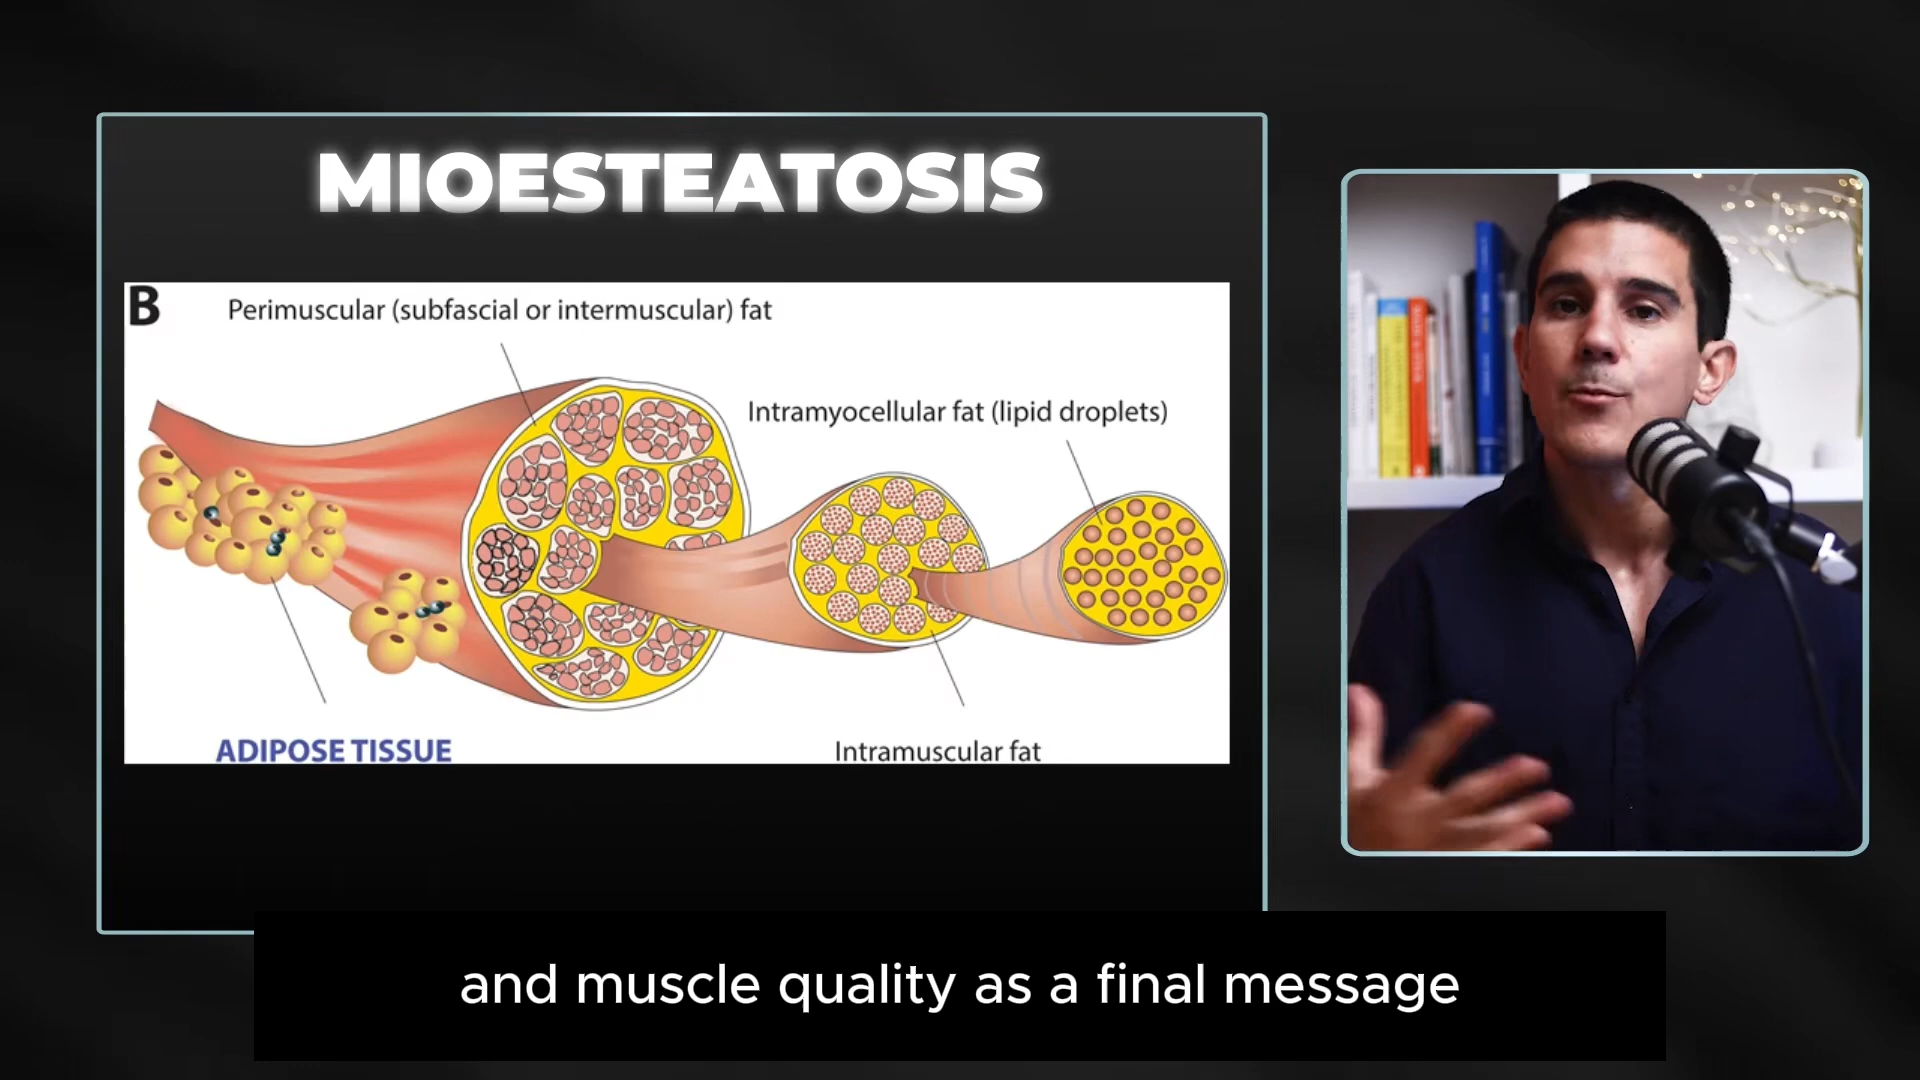 MIOESTEATOSIS
B
Perimuscular (subfascial or intermuscular) fat
Intramyocellular fat (lipid droplets)
ADIPOSE TISSUE
Intramuscular fat
and muscle quality as a final message